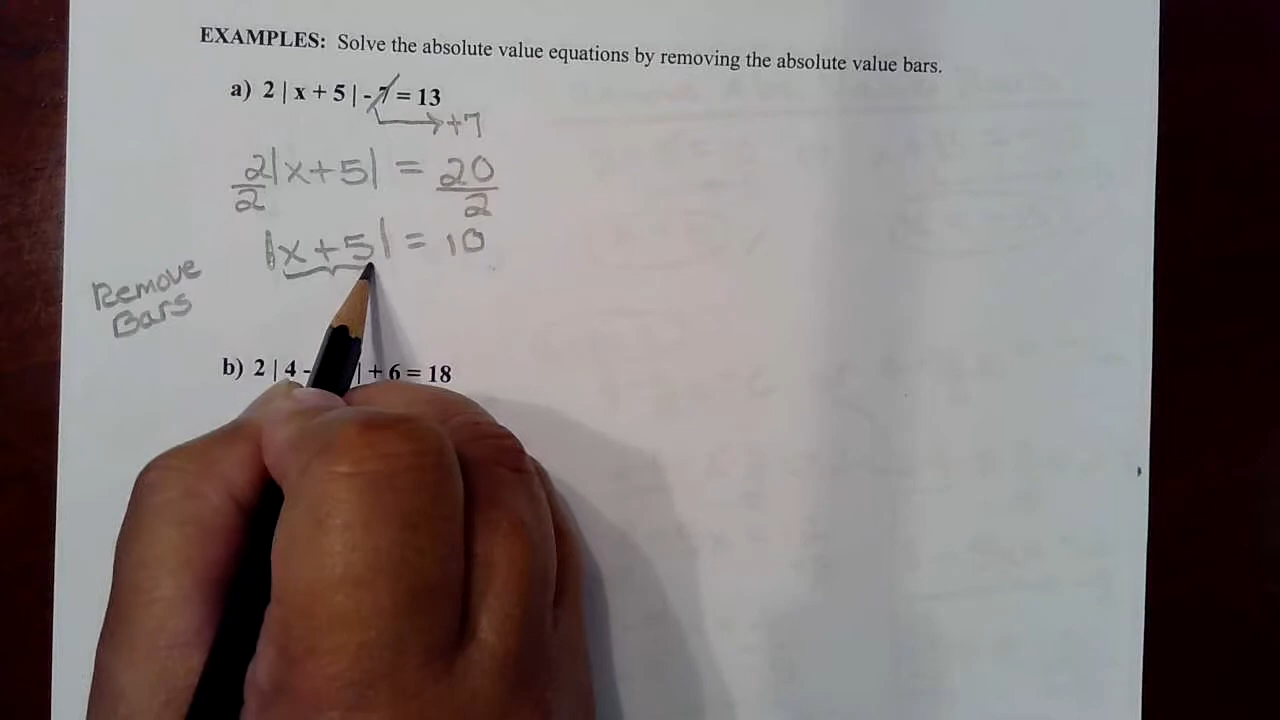 EXAMPLES: Solve the absolute value equations by removing the absolute value bars.
a) 2 | x + 5 | - 7 = 13
+7
2|x+5| = 20
2 2
|x+5| = 10
Remove
Bars
b) 2 | 4 - | + 6 = 18